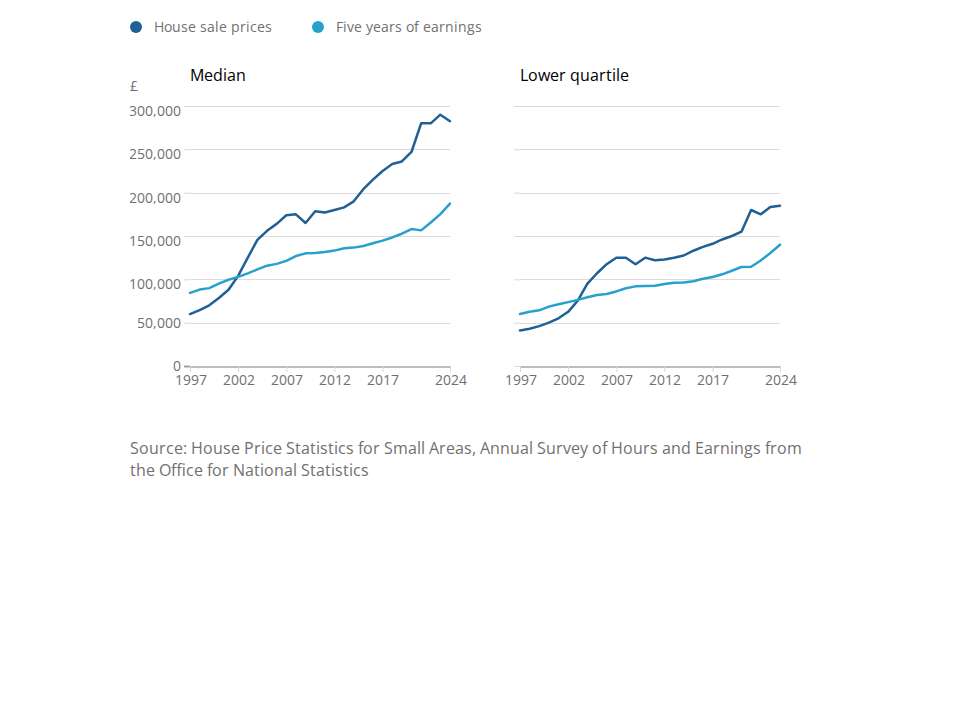 House sale prices Five years of earnings
Median Lower quartile
£
300,000
250,000
200,000
150,000
100,000
50,000
0
1997 2002 2007 2012 2017 2024 1997 2002 2007 2012 2017 2024
Source: House Price Statistics for Small Areas, Annual Survey of Hours and Earnings from
the Office for National Statistics